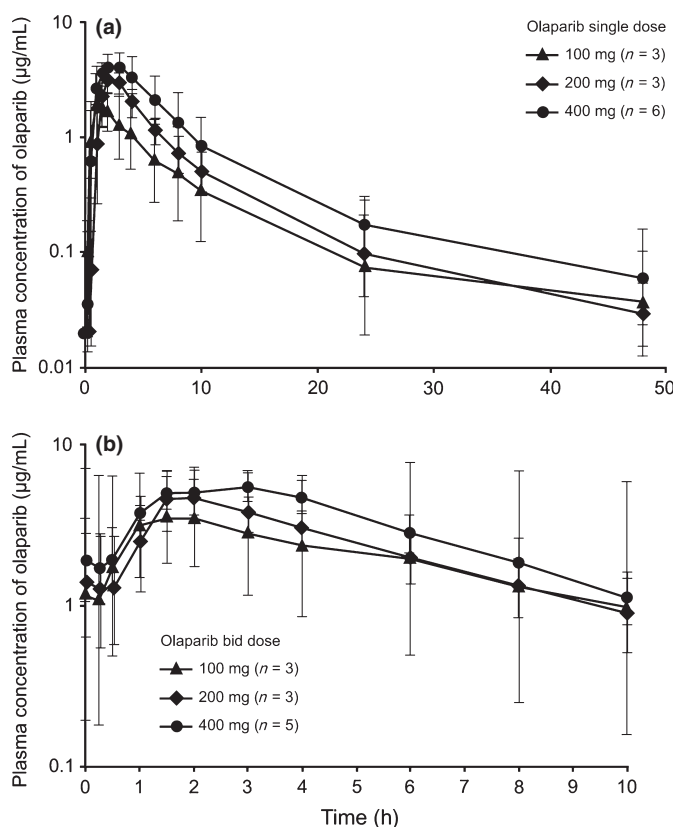 (a)
Plasma concentration of olaparib (µg/mL)
10
1
0.1
0.01
0 10 20 30 40 50
Olaparib single dose
100 mg (n = 3)
200 mg (n = 3)
400 mg (n = 6)
(b)
Plasma concentration of olaparib (µg/mL)
10
1
0.1
0 1 2 3 4 5 6 7 8 9 10
Olaparib bid dose
100 mg (n = 3)
200 mg (n = 3)
400 mg (n = 5)
Time (h)